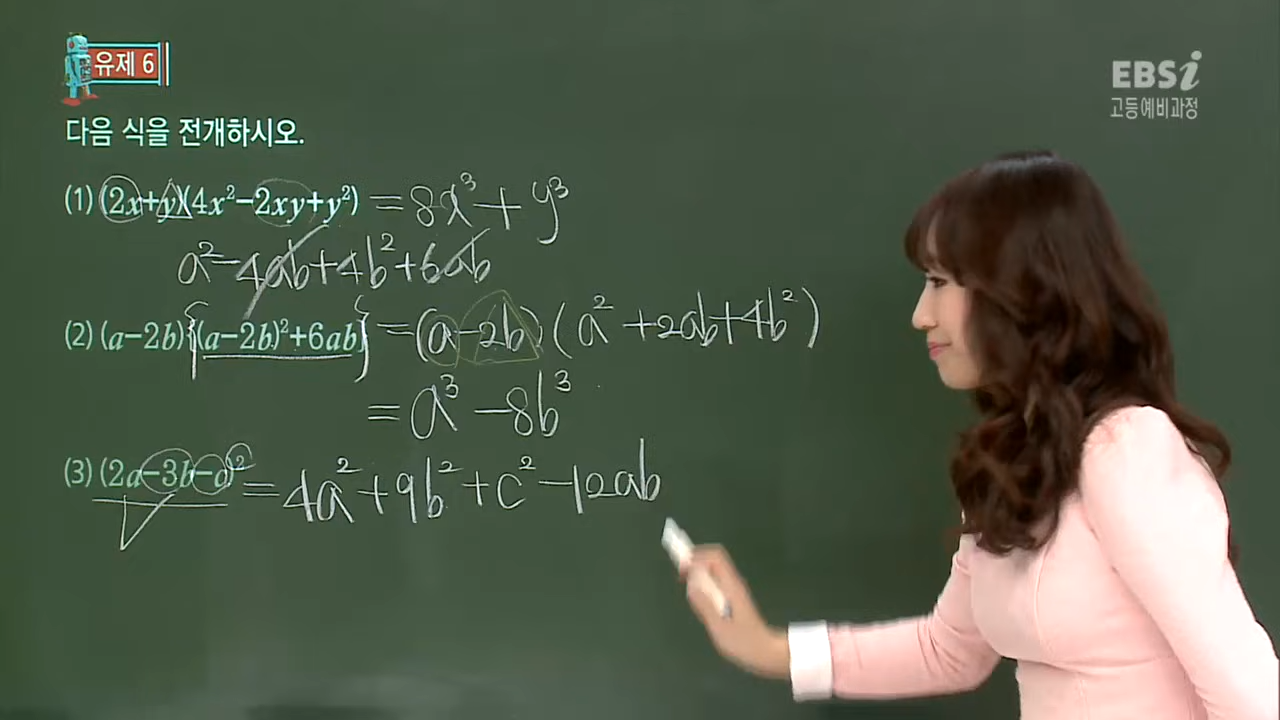 유제 6
EBSi
고등예비과정
다음 식을 전개하시오.
(1) (2x+y)(4x²-2xy+y²) = 8x³ + y³
a²-4ab+4b²+6ab
(2) (a-2b){(a-2b)²+6ab} = (a-2b)(a²+2ab+4b²)
= a³-8b³
(3) (2a-3b-c)² = 4a²+9b²+c²-12ab